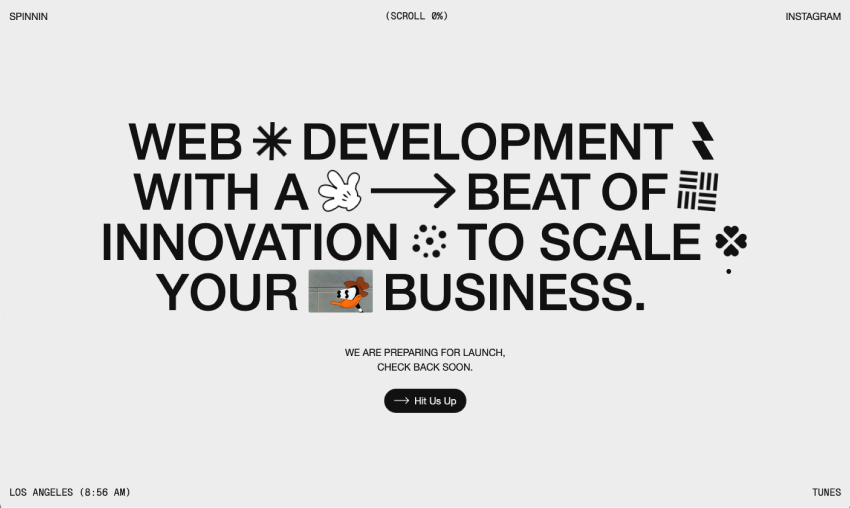 SPINNIN
(SCROLL 0%)
INSTAGRAM
WEB DEVELOPMENT
WITH A BEAT OF
INNOVATION TO SCALE
YOUR BUSINESS.
WE ARE PREPARING FOR LAUNCH,
CHECK BACK SOON.
Hit Us Up
LOS ANGELES (8:56 AM)
TUNES